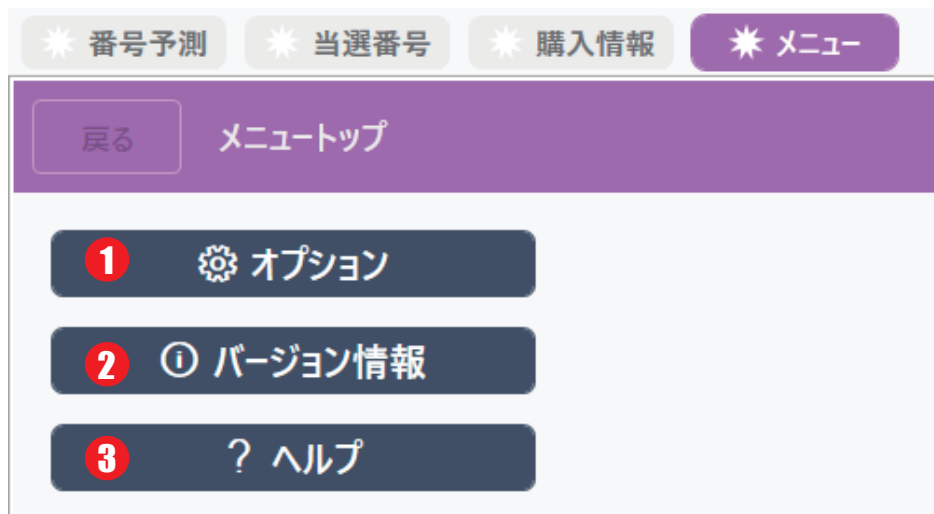 番号予測 当選番号 購入情報 メニュー
戻る メニュートップ
1 オプション
2 バージョン情報
3 ? ヘルプ